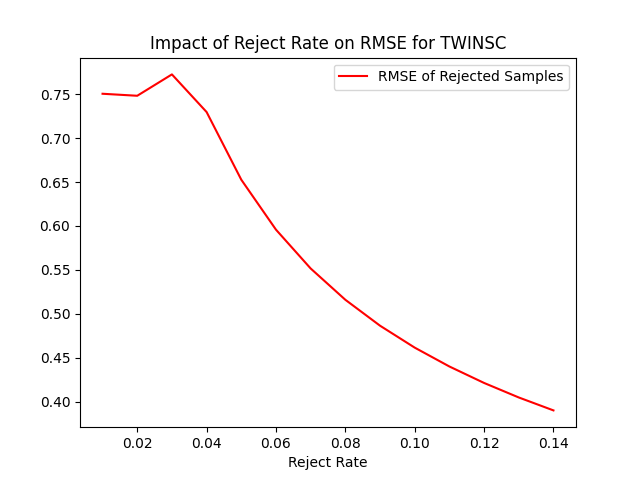 Impact of Reject Rate on RMSE for TWINSC
RMSE of Rejected Samples
0.75
0.70
0.65
0.60
0.55
0.50
0.45
0.40
0.02 0.04 0.06 0.08 0.10 0.12 0.14
Reject Rate